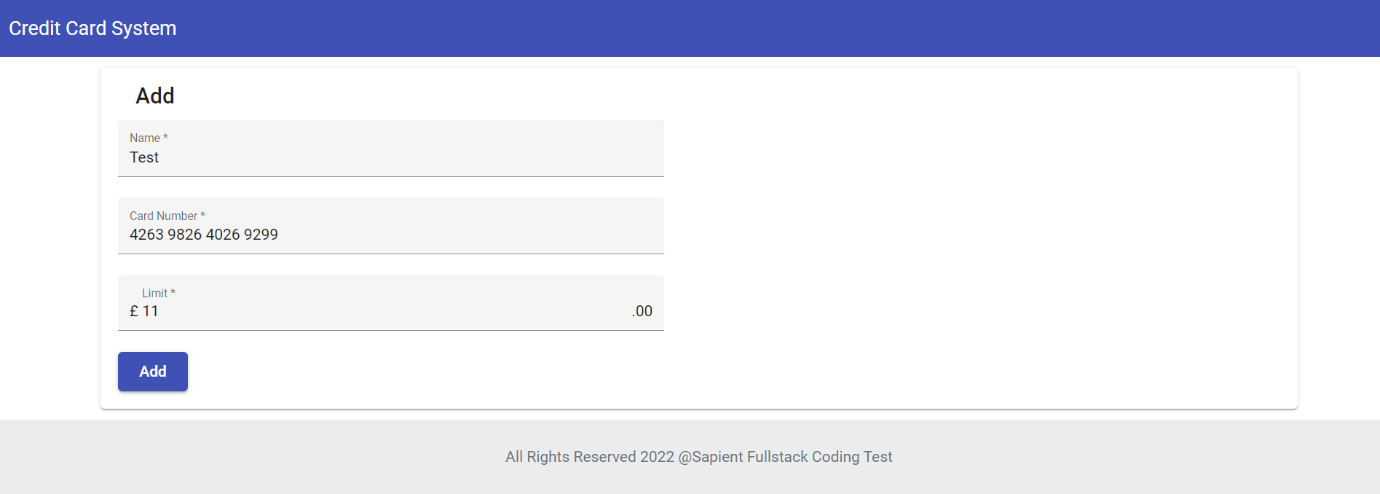 Credit Card System
Add
Name *
Test
Card Number *
4263 9826 4026 9299
Limit *
£ 11 .00
Add
All Rights Reserved 2022 @Sapient Fullstack Coding Test